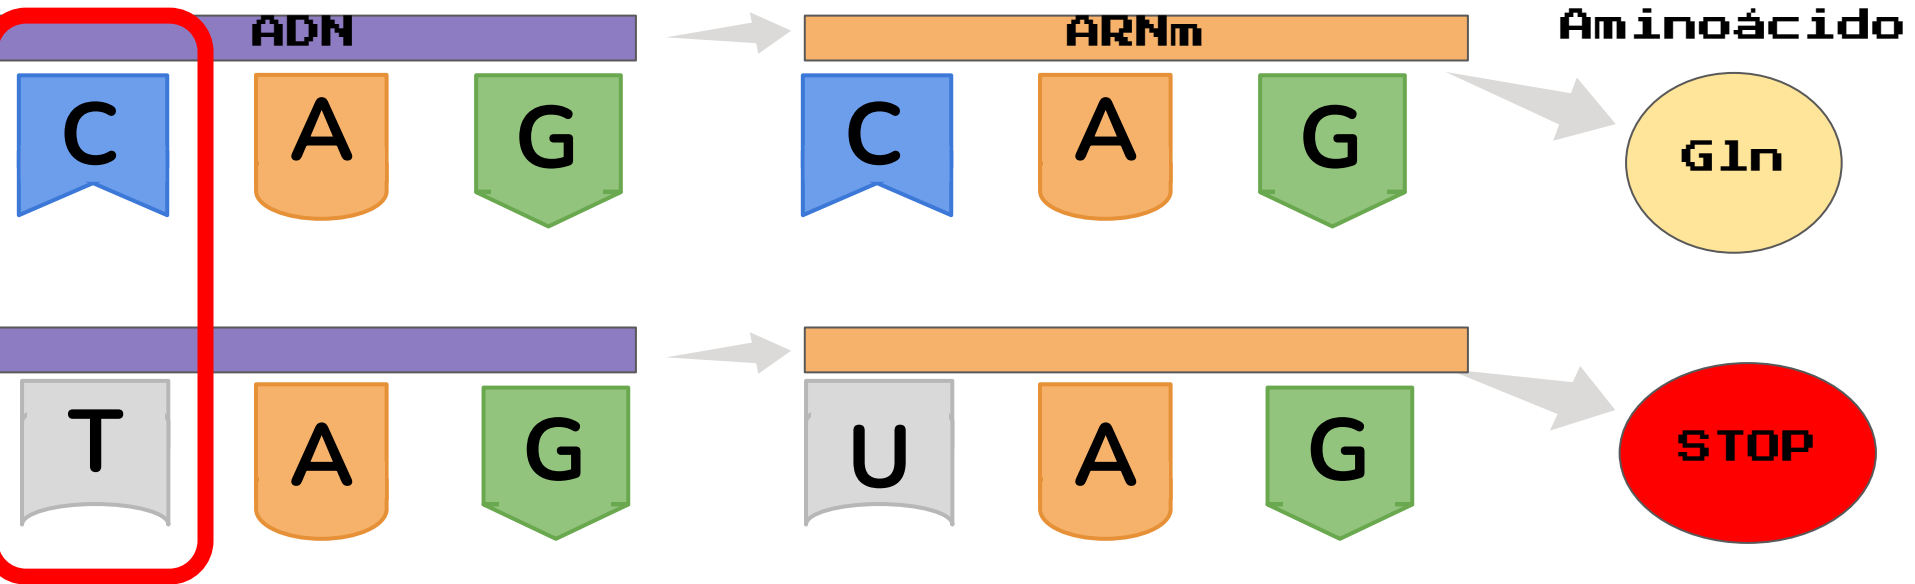 ADN ARNm Aminoácido
C A G C A G Gln
T A G U A G STOP